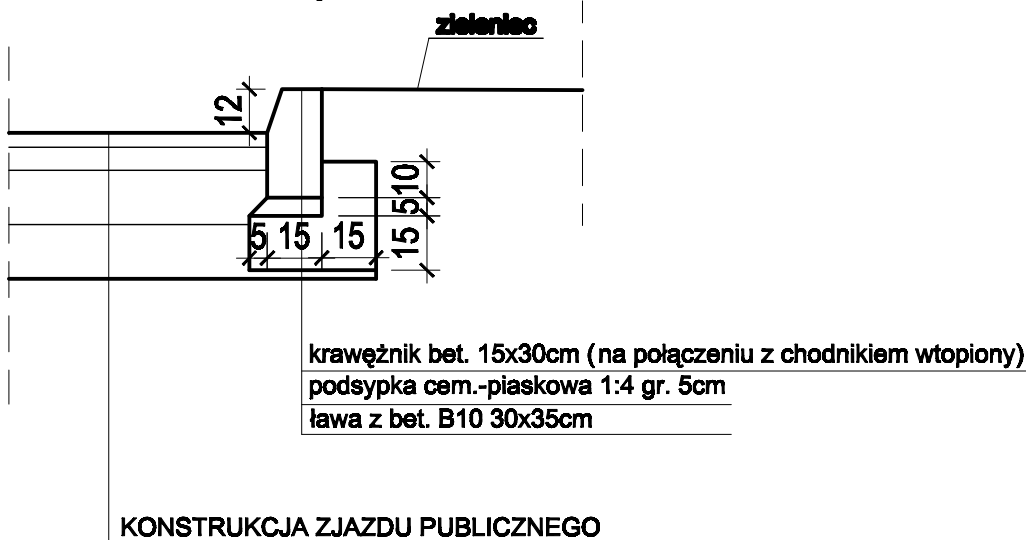 zieleniec
12
10
5
15
5 15 15
krawężnik bet. 15x30cm (na połączeniu z chodnikiem wtopiony)
podsypka cem.-piaskowa 1:4 gr. 5cm
ława z bet. B10 30x35cm
KONSTRUKCJA ZJAZDU PUBLICZNEGO